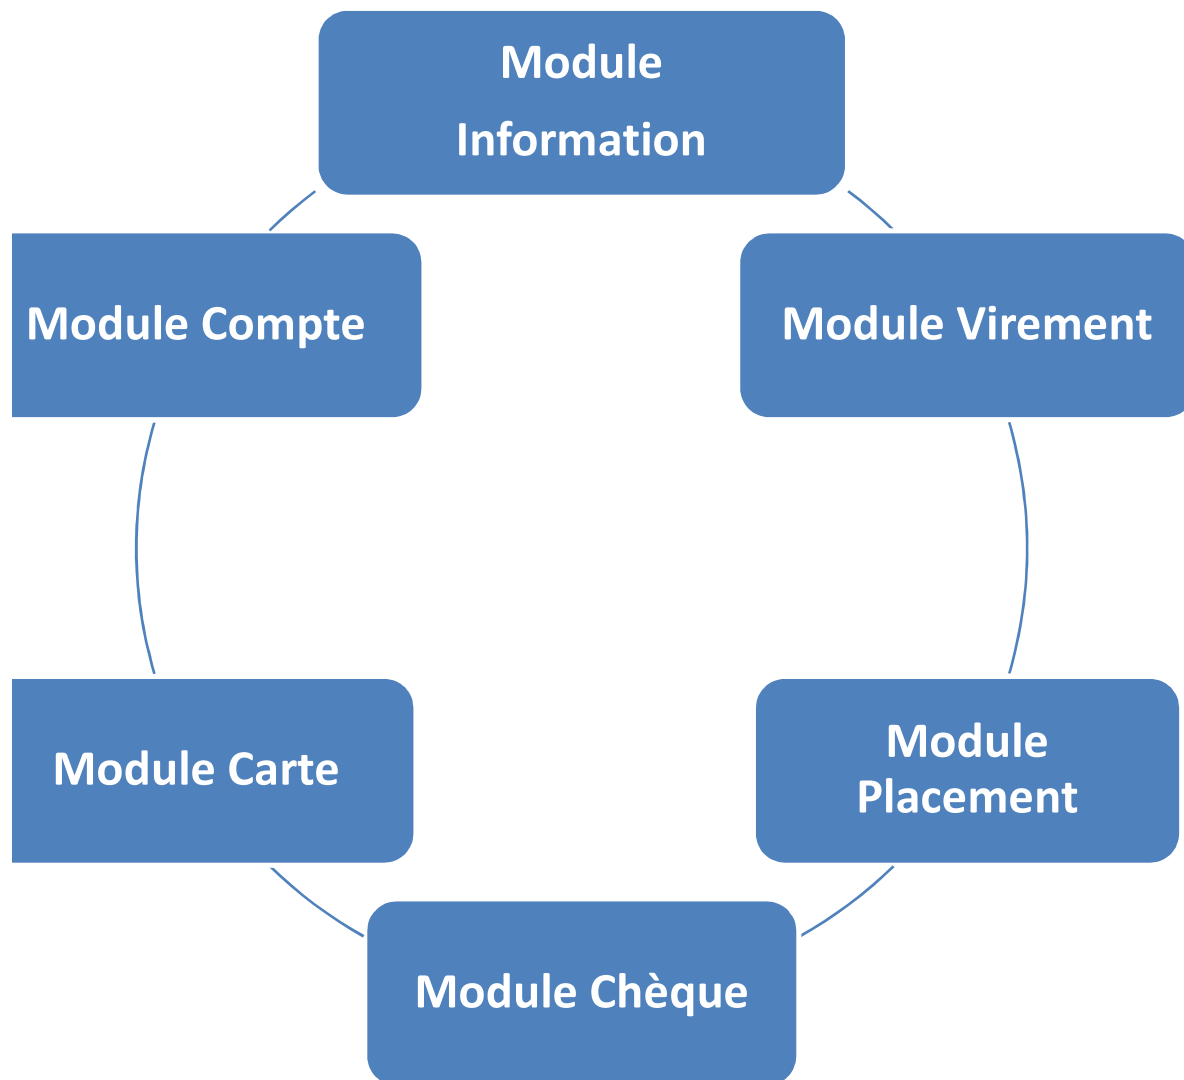 Module
Information
Module Compte
Module Virement
Module Carte
Module
Placement
Module Chèque